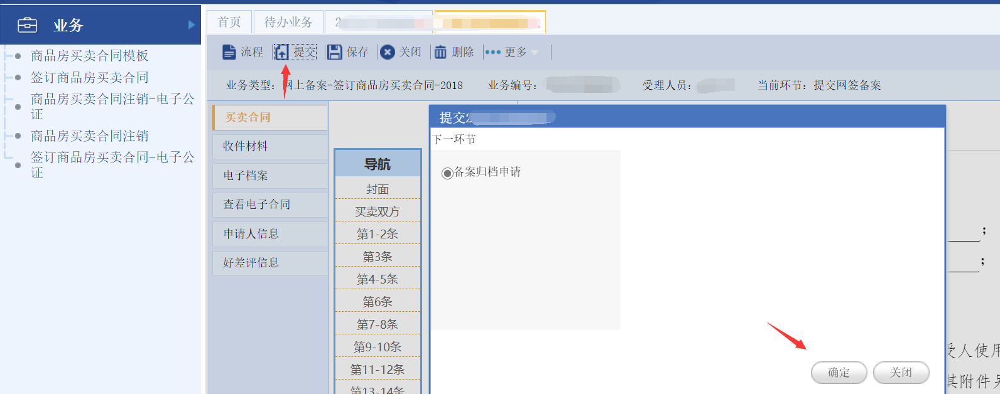 业务
商品房买卖合同模板
签订商品房买卖合同
商品房买卖合同注销-电子公
证
商品房买卖合同注销
签订商品房买卖合同-电子公
证
首页 待办业务 2
流程 提交 保存 关闭 删除 更多
业务类型： 网上备案-签订商品房买卖合同-2018 业务编号： 受理人员： 当前环节：提交网签备案
买卖合同
收件材料
电子档案
查看电子合同
申请人信息
好差评信息
导航
封面
买卖双方
第1-2条
第3条
第4-5条
第6条
第7-8条
第9-10条
第11-12条
第13-14条
提交2
下一环节
备案归档申请
确定 关闭
；
；
受人使用
其附件另